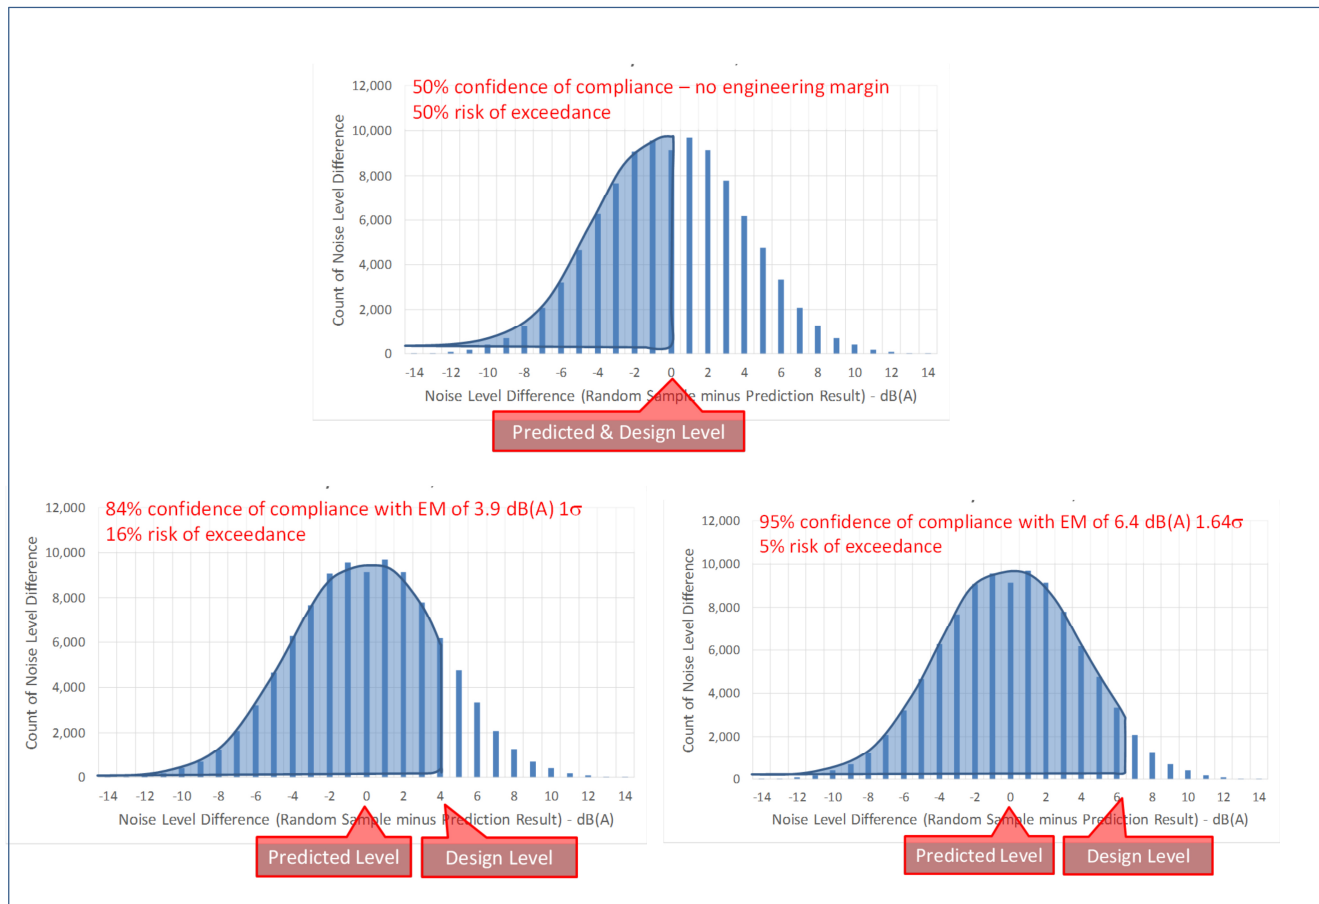 50% confidence of compliance – no engineering margin
50% risk of exceedance
12,000
10,000
8,000
6,000
4,000
2,000
0
Count of Noise Level Difference
-14 -12 -10 -8 -6 -4 -2 0 2 4 6 8 10 12 14
Noise Level Difference (Random Sample minus Prediction Result) - dB(A)
Predicted & Design Level
84% confidence of compliance with EM of 3.9 dB(A) 1σ
16% risk of exceedance
12,000
10,000
8,000
6,000
4,000
2,000
0
Count of Noise Level Difference
-14 -12 -10 -8 -6 -4 -2 0 2 4 6 8 10 12 14
Noise Level Difference (Random Sample minus Prediction Result) - dB(A)
Predicted Level
Design Level
95% confidence of compliance with EM of 6.4 dB(A) 1.64σ
5% risk of exceedance
12,000
10,000
8,000
6,000
4,000
2,000
0
Count of Noise Level Difference
-14 -12 -10 -8 -6 -4 -2 0 2 4 6 8 10 12 14
Noise Level Difference (Random Sample minus Prediction Result) - dB(A)
Predicted Level
Design Level